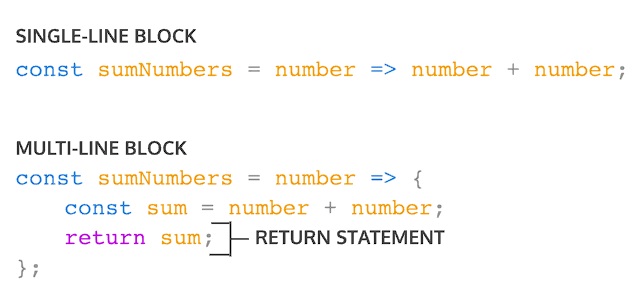 SINGLE-LINE BLOCK
const sumNumbers = number => number + number;
MULTI-LINE BLOCK
const sumNumbers = number => {
const sum = number + number;
return sum; RETURN STATEMENT
};